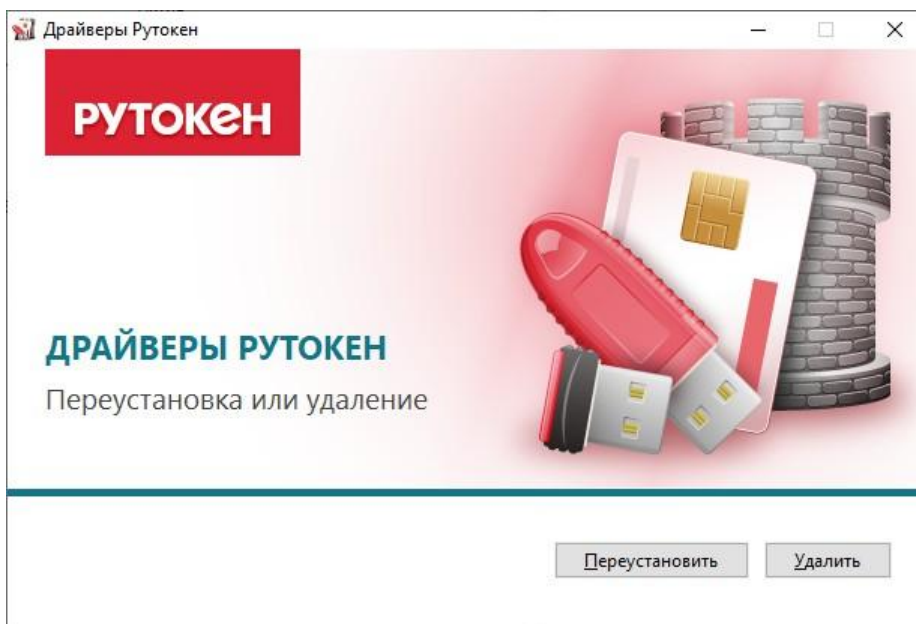 Драйверы Рутокен
РУТОКЕН
ДРАЙВЕРЫ РУТОКЕН
Переустановка или удаление
Переустановить
Удалить